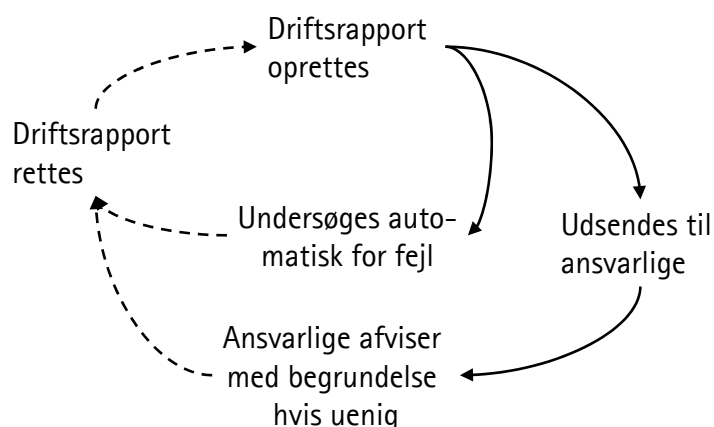 Driftsrapport
oprettes
Driftsrapport
rettes
Undersøges auto-
matisk for fejl
Udsendes til
ansvarlige
Ansvarlige afviser
med begrundelse
hvis uenig